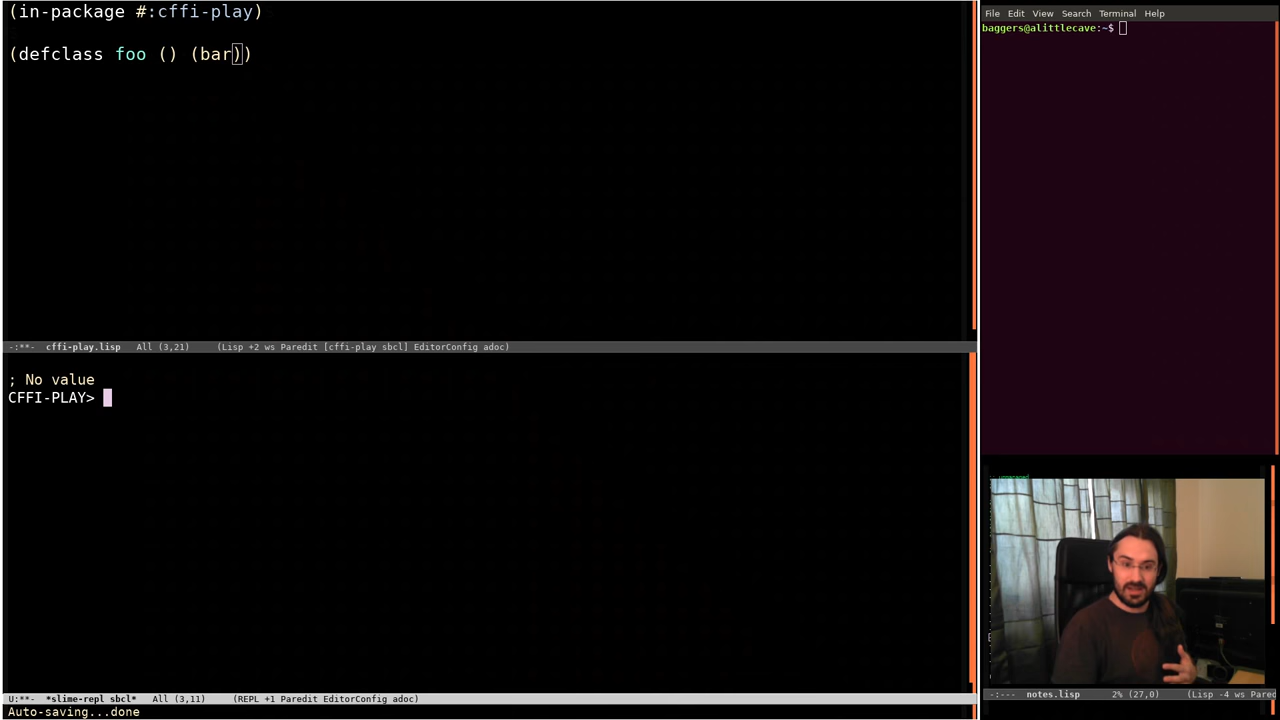 (in-package #:cffi-play)
(defclass foo () (bar))
-:**-  cffi-play.lisp   All (3,21)     (Lisp +2 ws Paredit [cffi-play sbcl] EditorConfig adoc)
; No value
CFFI-PLAY>
U:**-  *slime-repl sbcl*   All (3,11)     (REPL +1 Paredit EditorConfig adoc)
Auto-saving...done
File Edit View Search Terminal Help
baggers@alittlecave:~$
-:---  notes.lisp      2% (27,0)     (Lisp -4 ws Pared